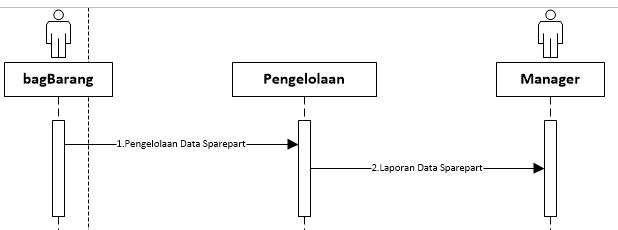 bagBarang
Pengelolaan
Manager
1.Pengelolaan Data Sparepart
2.Laporan Data Sparepart